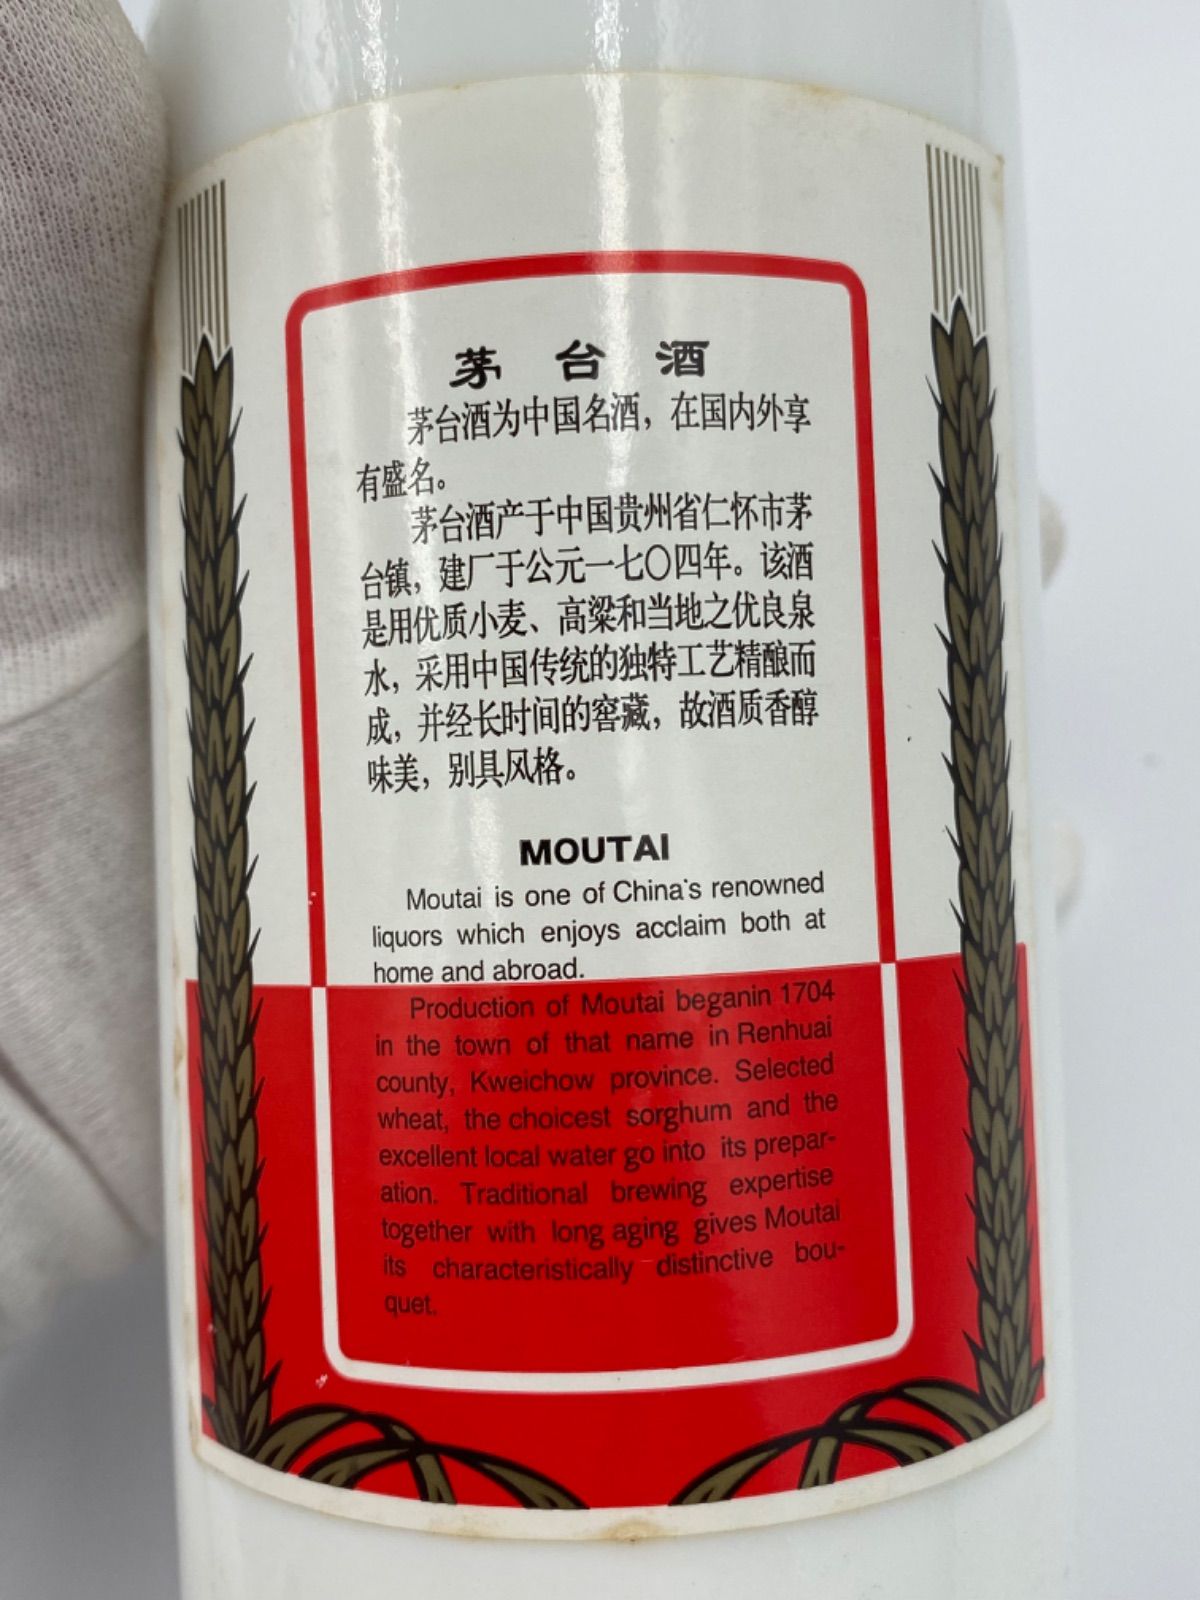 茅台酒
茅台酒为中国名酒，在国内外享
有盛名。
茅台酒产于中国贵州省仁怀市茅
台镇，建厂于公元一七〇四年。该酒
是用优质小麦、高粱和当地之优良泉
水，采用中国传统的独特工艺精酿而
成，并经长时间的窖藏，故酒质香醇
味美，别具风格。
MOUTAI
Moutai is one of China's renowned
liquors which enjoys acclaim both at
home and abroad.
Production of Moutai beganin 1704
in the town of that name in Renhuai
county, Kweichow province. Selected
wheat, the choicest sorghum and the
excellent local water go into its prepar-
ation. Traditional brewing expertise
together with long aging gives Moutai
its characteristically distinctive bou-
quet.